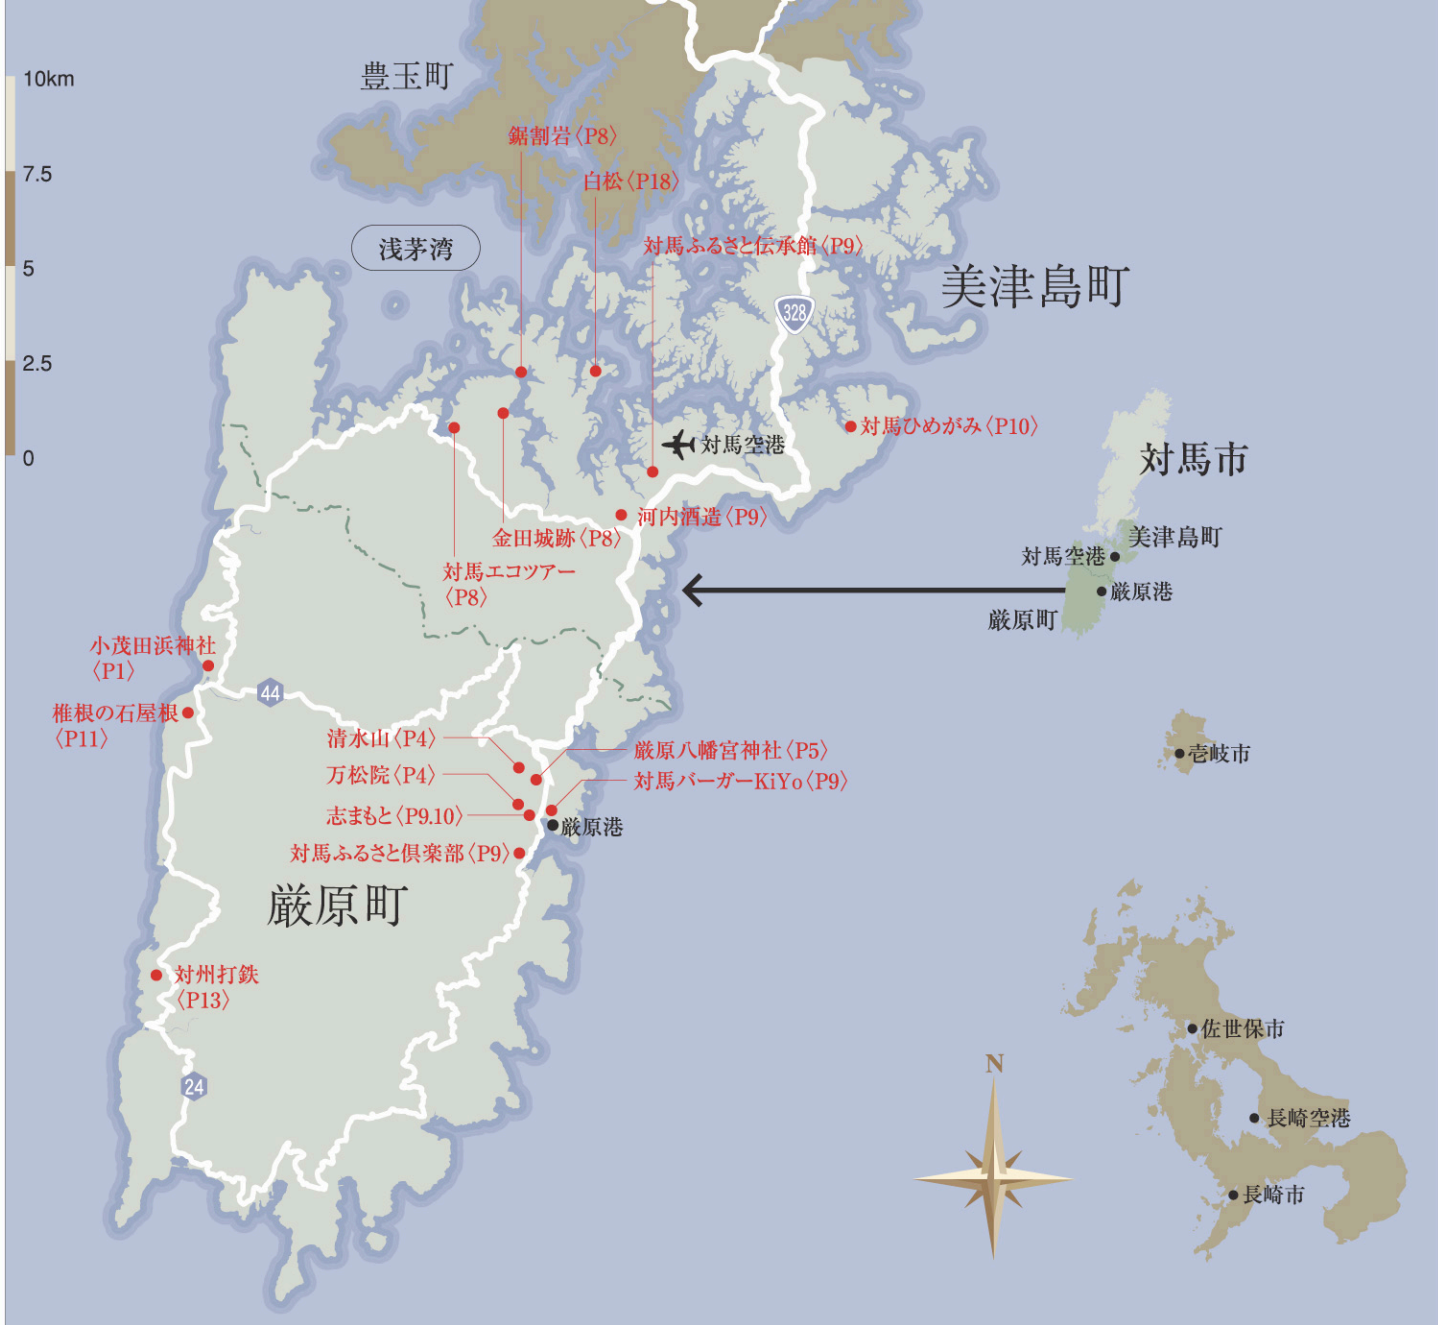 10km
7.5
5
2.5
0
豊玉町
鋸割岩〈P8〉
白松〈P18〉
浅茅湾
対馬ふるさと伝承館〈P9〉
美津島町
328
対馬ひめがみ〈P10〉
対馬空港
河内酒造〈P9〉
金田城跡〈P8〉
対馬エコツアー
〈P8〉
対馬市
美津島町
対馬空港
厳原港
厳原町
小茂田浜神社
〈P1〉
44
椎根の石屋根
〈P11〉
清水山〈P4〉
厳原八幡宮神社〈P5〉
万松院〈P4〉
対馬バーガーKiYo〈P9〉
志まもと〈P9.10〉
厳原港
対馬ふるさと倶楽部〈P9〉
厳原町
壱岐市
対州打鉄
〈P13〉
24
佐世保市
N
長崎空港
長崎市